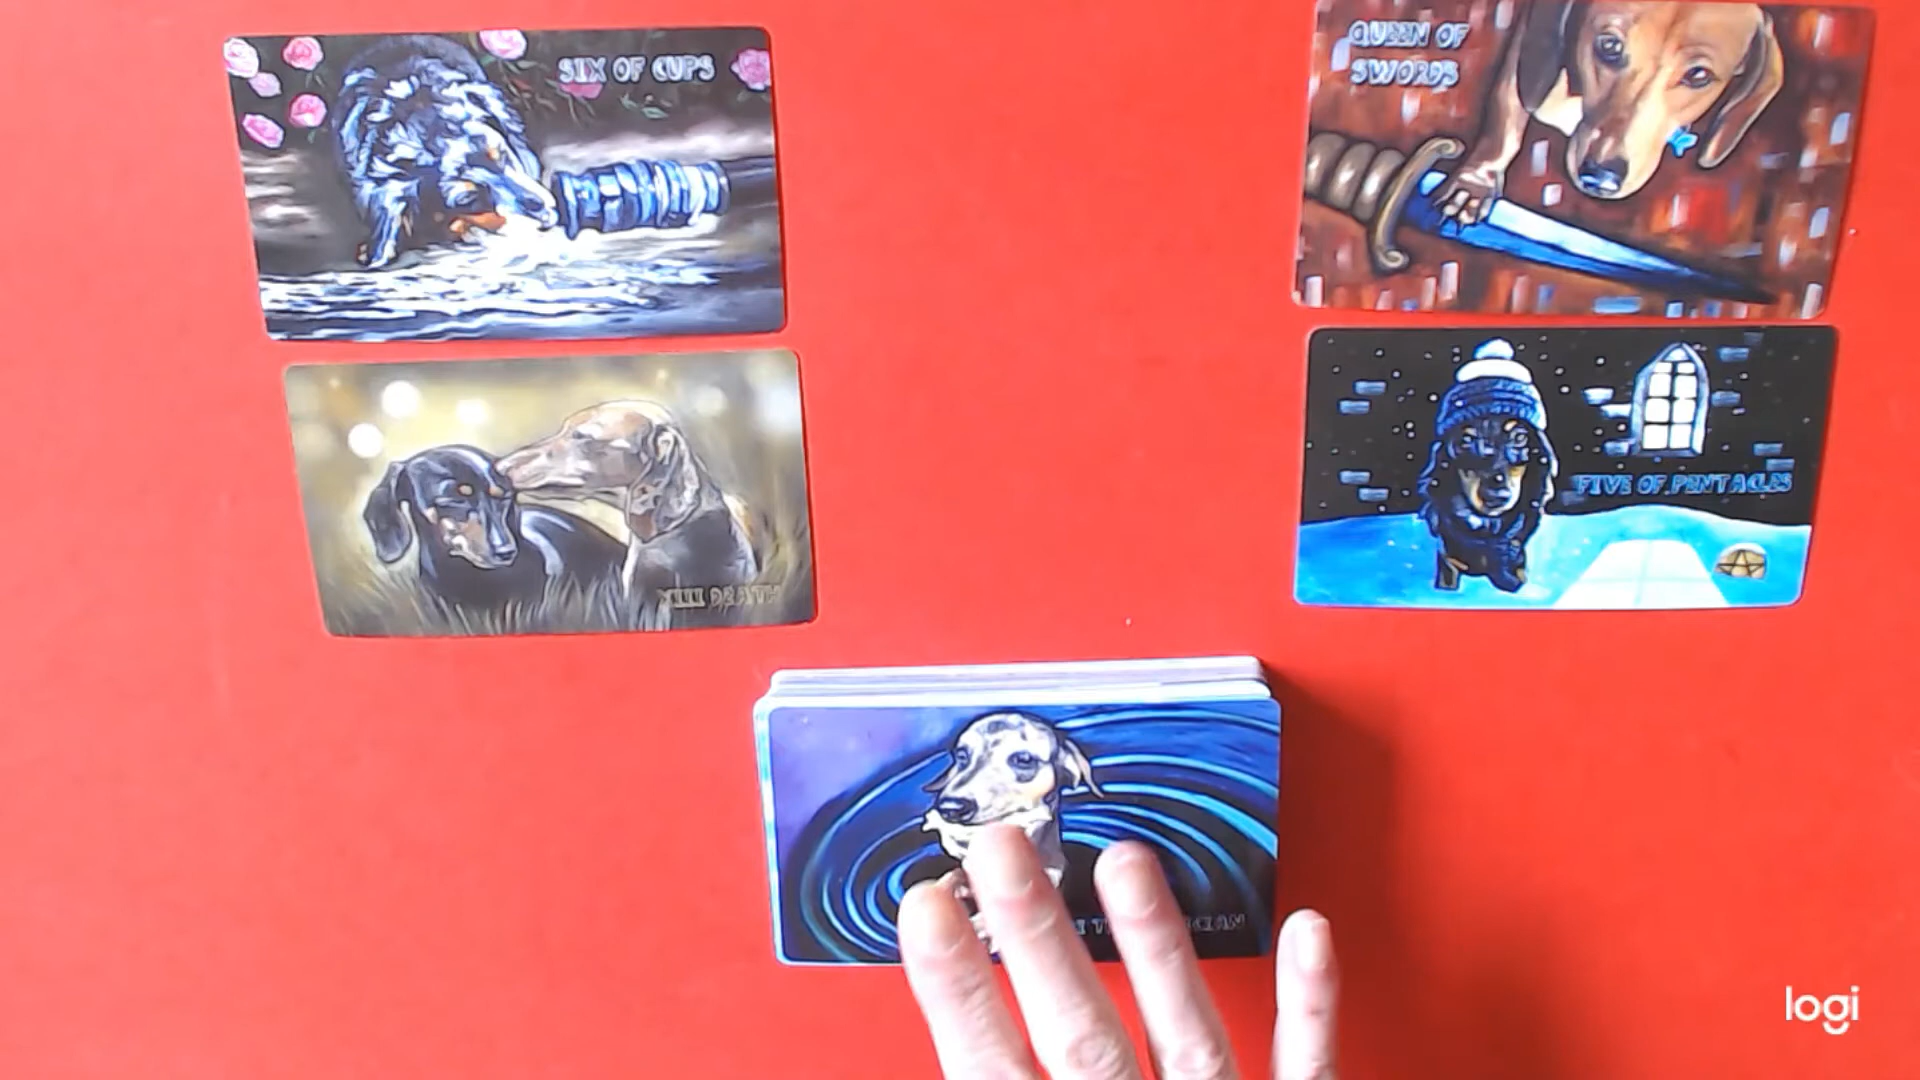 SIX OF CUPS
QUEEN OF
SWORDS
XIII DEATH
FIVE OF PENTACLES
logi